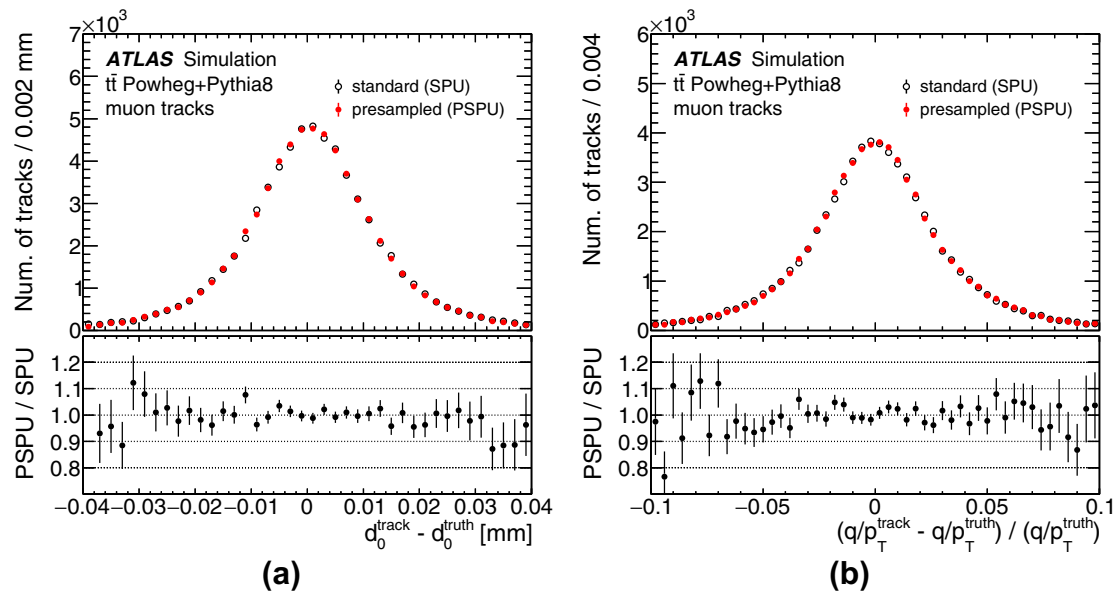 ×10³
Num. of tracks / 0.002 mm
7
6
5
4
3
2
1
0
ATLAS Simulation
tt̄ Powheg+Pythia8
muon tracks
standard (SPU)
presampled (PSPU)
PSPU / SPU
1.2
1.1
1.0
0.9
0.8
−0.04 −0.03 −0.02 −0.01 0 0.01 0.02 0.03 0.04
d₀^track - d₀^truth [mm]
(a)
×10³
Num. of tracks / 0.004
6
5
4
3
2
1
0
ATLAS Simulation
tt̄ Powheg+Pythia8
muon tracks
standard (SPU)
presampled (PSPU)
PSPU / SPU
1.2
1.1
1.0
0.9
0.8
−0.1 −0.05 0 0.05 0.1
(q/p_T^track - q/p_T^truth) / (q/p_T^truth)
(b)